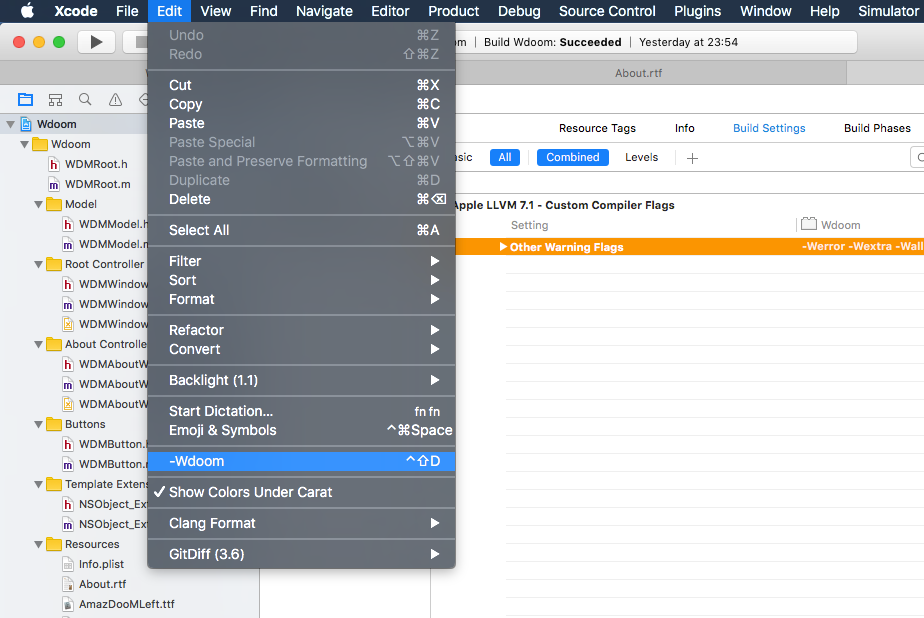 Xcode File Edit View Find Navigate Editor Product Debug Source Control Plugins Window Help Simulator
Build Wdoom: Succeeded | Yesterday at 23:54
About.rtf
Undo ⌘Z
Redo ⇧⌘Z
Cut ⌘X
Copy ⌘C
Paste ⌘V
Paste Special ⌥⌘V
Paste and Preserve Formatting ⌥⇧⌘V
Duplicate ⌘D
Delete ⌘⌫
Select All ⌘A
Filter ▶
Sort ▶
Format ▶
Refactor ▶
Convert ▶
Backlight (1.1) ▶
Start Dictation... fn fn
Emoji & Symbols ^⌘Space
-Wdoom ^⇧D
✓ Show Colors Under Carat
Clang Format ▶
GitDiff (3.6) ▶
Wdoom
Wdoom
WDMRoot.h
WDMRoot.m
Model
WDMModel.h
WDMModel.m
Root Controller
WDMWindow
WDMWindow
WDMWindow
About Controlle
WDMAboutW
WDMAboutW
WDMAboutW
Buttons
WDMButton.h
WDMButton.m
Template Exten
NSObject_Ext
NSObject_Ext
Resources
Info.plist
About.rtf
AmazDooMLeft.ttf
Resource Tags Info Build Settings Build Phases
asic All Combined Levels +
Apple LLVM 7.1 - Custom Compiler Flags
Setting Wdoom
Other Warning Flags -Werror -Wextra -Wall